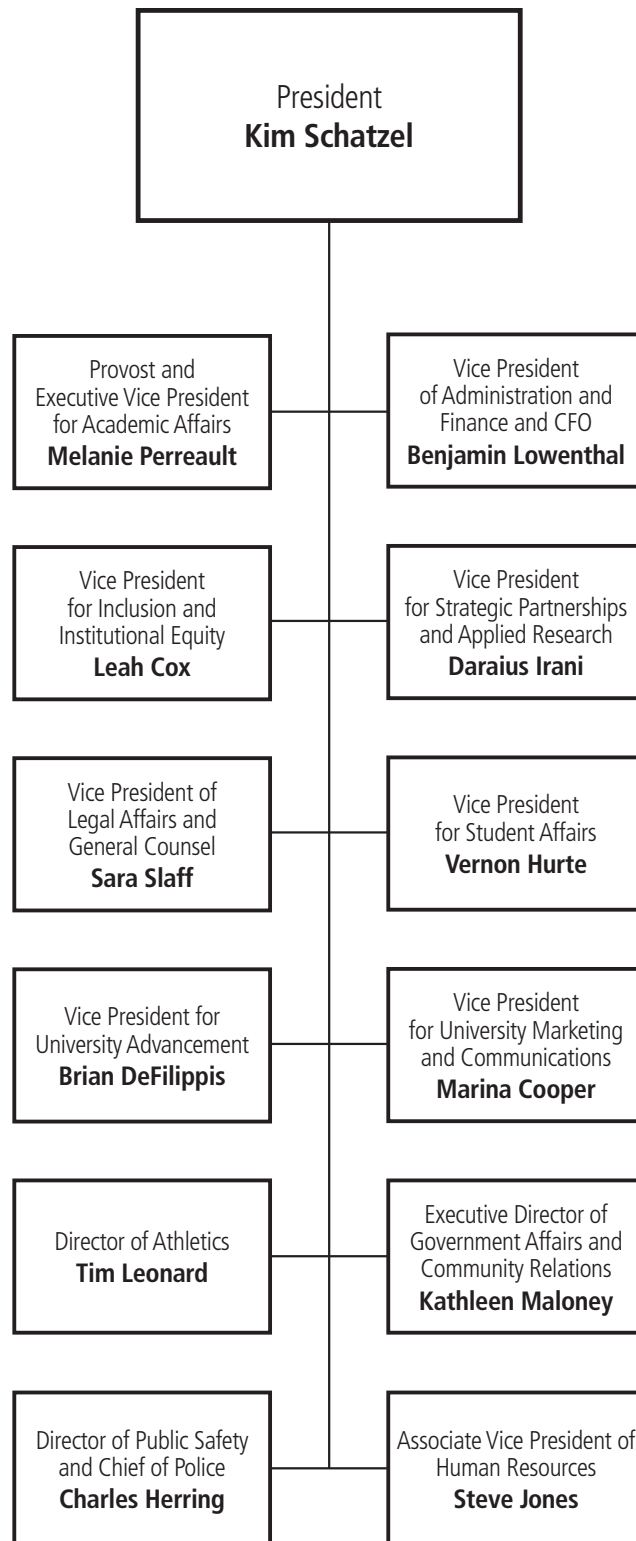 President
Kim Schatzel
Provost and
Executive Vice President
for Academic Affairs
Melanie Perreault
Vice President
of Administration and
Finance and CFO
Benjamin Lowenthal
Vice President
for Inclusion and
Institutional Equity
Leah Cox
Vice President
for Strategic Partnerships
and Applied Research
Daraius Irani
Vice President of
Legal Affairs and
General Counsel
Sara Slaff
Vice President
for Student Affairs
Vernon Hurte
Vice President for
University Advancement
Brian DeFilippis
Vice President
for University Marketing
and Communications
Marina Cooper
Director of Athletics
Tim Leonard
Executive Director of
Government Affairs and
Community Relations
Kathleen Maloney
Director of Public Safety
and Chief of Police
Charles Herring
Associate Vice President of
Human Resources
Steve Jones